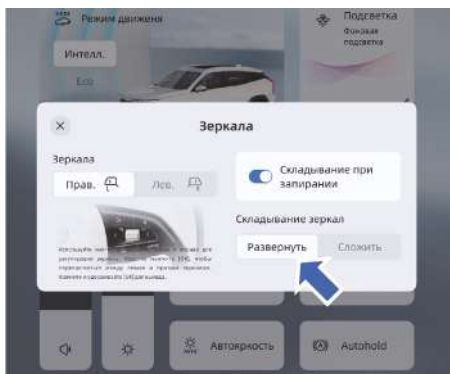 Режим движеня
Подсветка
Фоновая
подсветка
Интелл.
Eco
Зеркала
Зеркала
Прав.
Лев.
Складывание при
запирании
Складывание зеркал
Развернуть
Сложить
Автояркость
Autohold